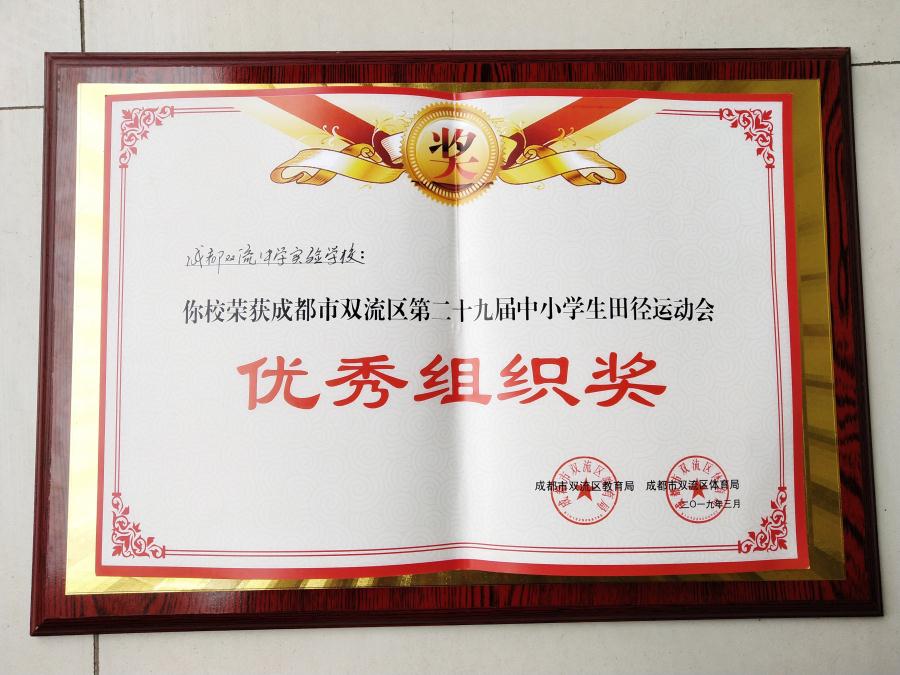 奖
成都双流中学实验学校：
你校荣获成都市双流区第二十九届中小学生田径运动会
优秀组织奖
成都市双流区教育局 成都市双流区体育局
二〇一九年三月